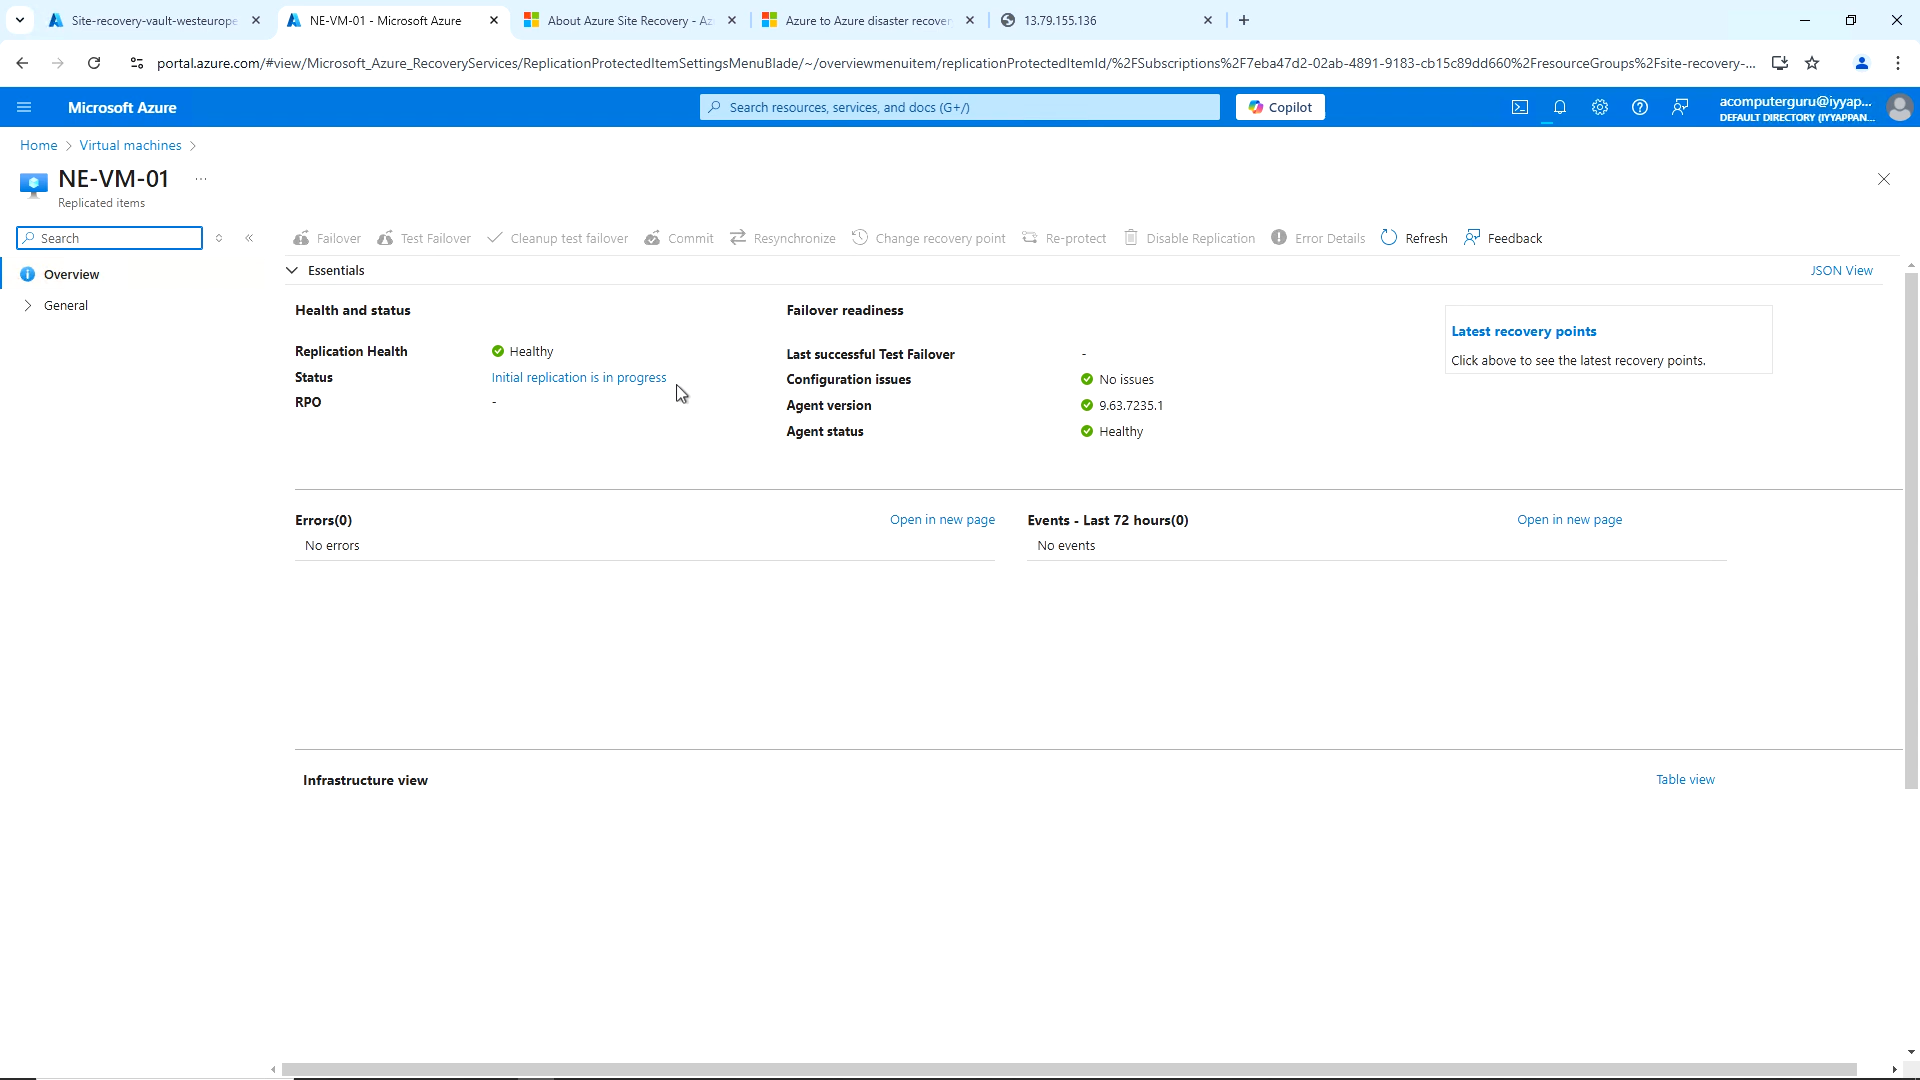 Site-recovery-vault-westeurope
NE-VM-01 - Microsoft Azure
About Azure Site Recovery - Az
Azure to Azure disaster recover
13.79.155.136
portal.azure.com/#view/Microsoft_Azure_RecoveryServices/ReplicationProtectedItemSettingsMenuBlade/~/overviewmenuitem/replicationProtectedItemId/%2FSubscriptions%2F7eba47d2-02ab-4891-9183-cb15c89dd660%2FresourceGroups%2Fsite-recovery-...
Microsoft Azure
Search resources, services, and docs (G+/)
Copilot
acomputerguru@iyyap...
DEFAULT DIRECTORY (IYYAPPAN...
Home > Virtual machines >
NE-VM-01 ...
Replicated items
Search
Failover
Test Failover
Cleanup test failover
Commit
Resynchronize
Change recovery point
Re-protect
Disable Replication
Error Details
Refresh
Feedback
Overview
General
Essentials
JSON View
Health and status
Replication Health Healthy
Status Initial replication is in progress
RPO -
Failover readiness
Last successful Test Failover -
Configuration issues No issues
Agent version 9.63.7235.1
Agent status Healthy
Latest recovery points
Click above to see the latest recovery points.
Errors(0) Open in new page
No errors
Events - Last 72 hours(0) Open in new page
No events
Infrastructure view Table view